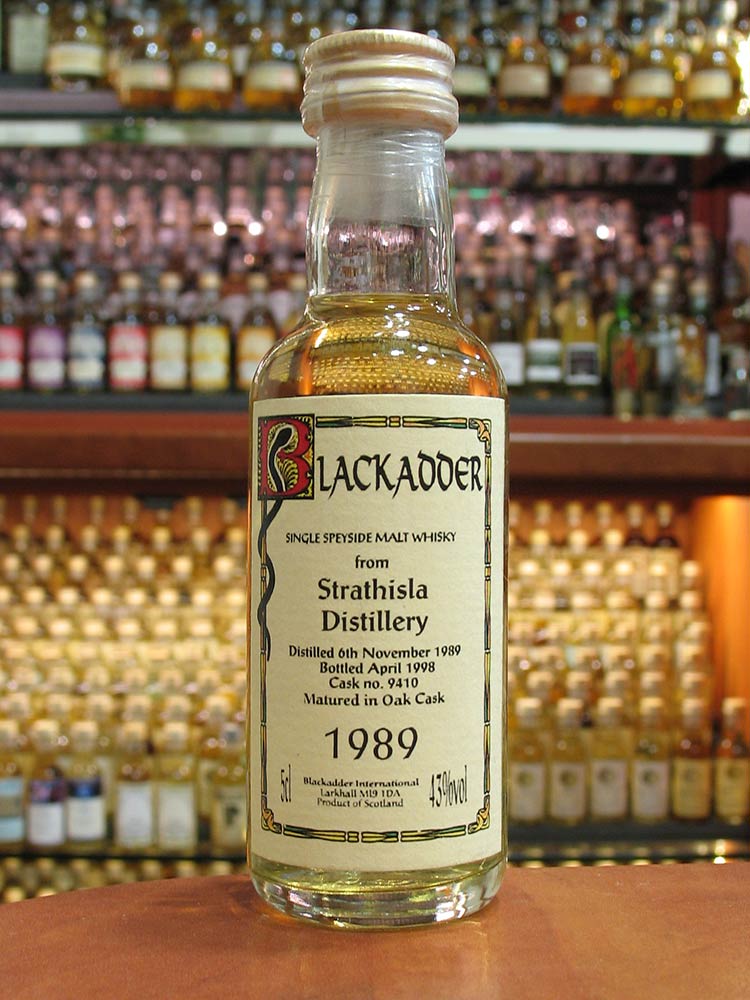 BLACKADDER
SINGLE SPEYSIDE MALT WHISKY
from
Strathisla
Distillery
Distilled 6th November 1989
Bottled April 1998
Cask no. 9410
Matured in Oak Cask
1989
5cl
Blackadder International
Larkhall ML9 1DA
Product of Scotland
43%vol